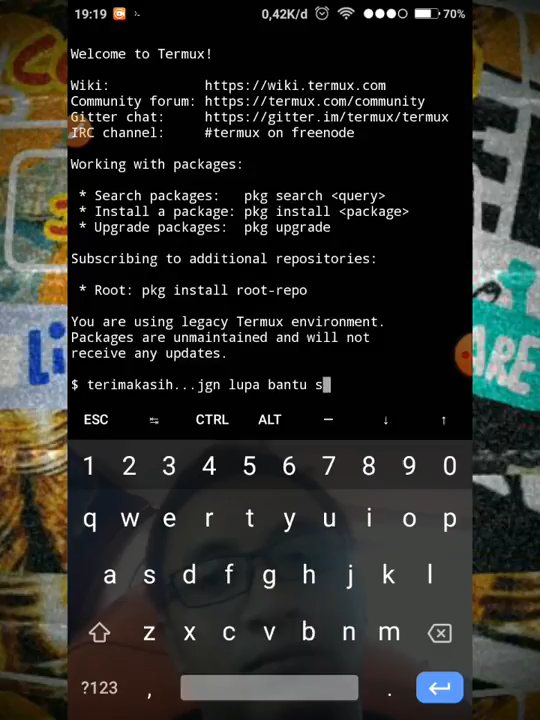 19:19 0,42K/d 70%
Welcome to Termux!
Wiki: https://wiki.termux.com
Community forum: https://termux.com/community
Gitter chat: https://gitter.im/termux/termux
IRC channel: #termux on freenode
Working with packages:
* Search packages: pkg search <query>
* Install a package: pkg install <package>
* Upgrade packages: pkg upgrade
Subscribing to additional repositories:
* Root: pkg install root-repo
You are using legacy Termux environment.
Packages are unmaintained and will not
receive any updates.
$ terimakasih...jgn lupa bantu s
ESC CTRL ALT – ↓ ↑
1 2 3 4 5 6 7 8 9 0
q w e r t y u i o p
a s d f g h j k l
z x c v b n m
?123 , .
Li
ARE